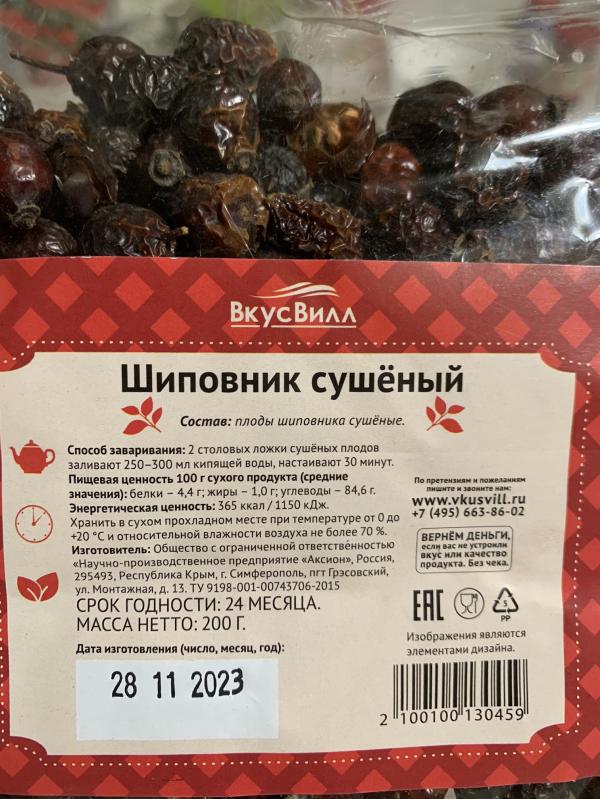 ВкусВилл
Шиповник сушёный
Состав: плоды шиповника сушёные.
Способ заваривания: 2 столовых ложки сушёных плодов
заливают 250–300 мл кипящей воды, настаивают 30 минут.
Пищевая ценность 100 г сухого продукта (средние
значения): белки – 4,4 г; жиры – 1,0 г; углеводы – 84,6 г.
Энергетическая ценность: 365 ккал / 1150 кДж.
Хранить в сухом прохладном месте при температуре от 0 до
+20 °С и относительной влажности воздуха не более 70 %.
Изготовитель: Общество с ограниченной ответственностью
«Научно-производственное предприятие «Аксион», Россия,
295493, Республика Крым, г. Симферополь, пгт Грэсовский,
ул. Монтажная, д. 13. ТУ 9198-001-00743706-2015
СРОК ГОДНОСТИ: 24 МЕСЯЦА.
МАССА НЕТТО: 200 Г.
Дата изготовления (число, месяц, год):
28 11 2023
По претензиям и пожеланиям
пишите и звоните нам:
www.vkusvill.ru
+7 (495) 663-86-02
ВЕРНЁМ ДЕНЬГИ,
если вас не устроили
вкус или качество
продукта. Без чека.
ЕАС
5
PP
Изображения являются
элементами дизайна.
2 100100 130459